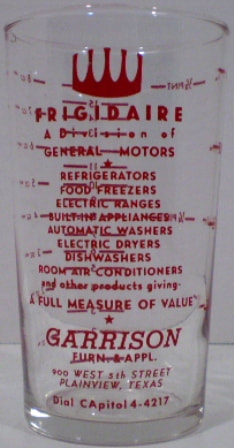 FRIGIDAIRE
A Division of
GENERAL MOTORS
REFRIGERATORS
FOOD FREEZERS
ELECTRIC RANGES
BUILT-IN APPLIANCES
AUTOMATIC WASHERS
ELECTRIC DRYERS
DISHWASHERS
ROOM AIR CONDITIONERS
and other products giving-
A FULL MEASURE OF VALUE
GARRISON
FURN. & APPL.
900 WEST 5th STREET
PLAINVIEW, TEXAS
Dial CApitol 4-4217